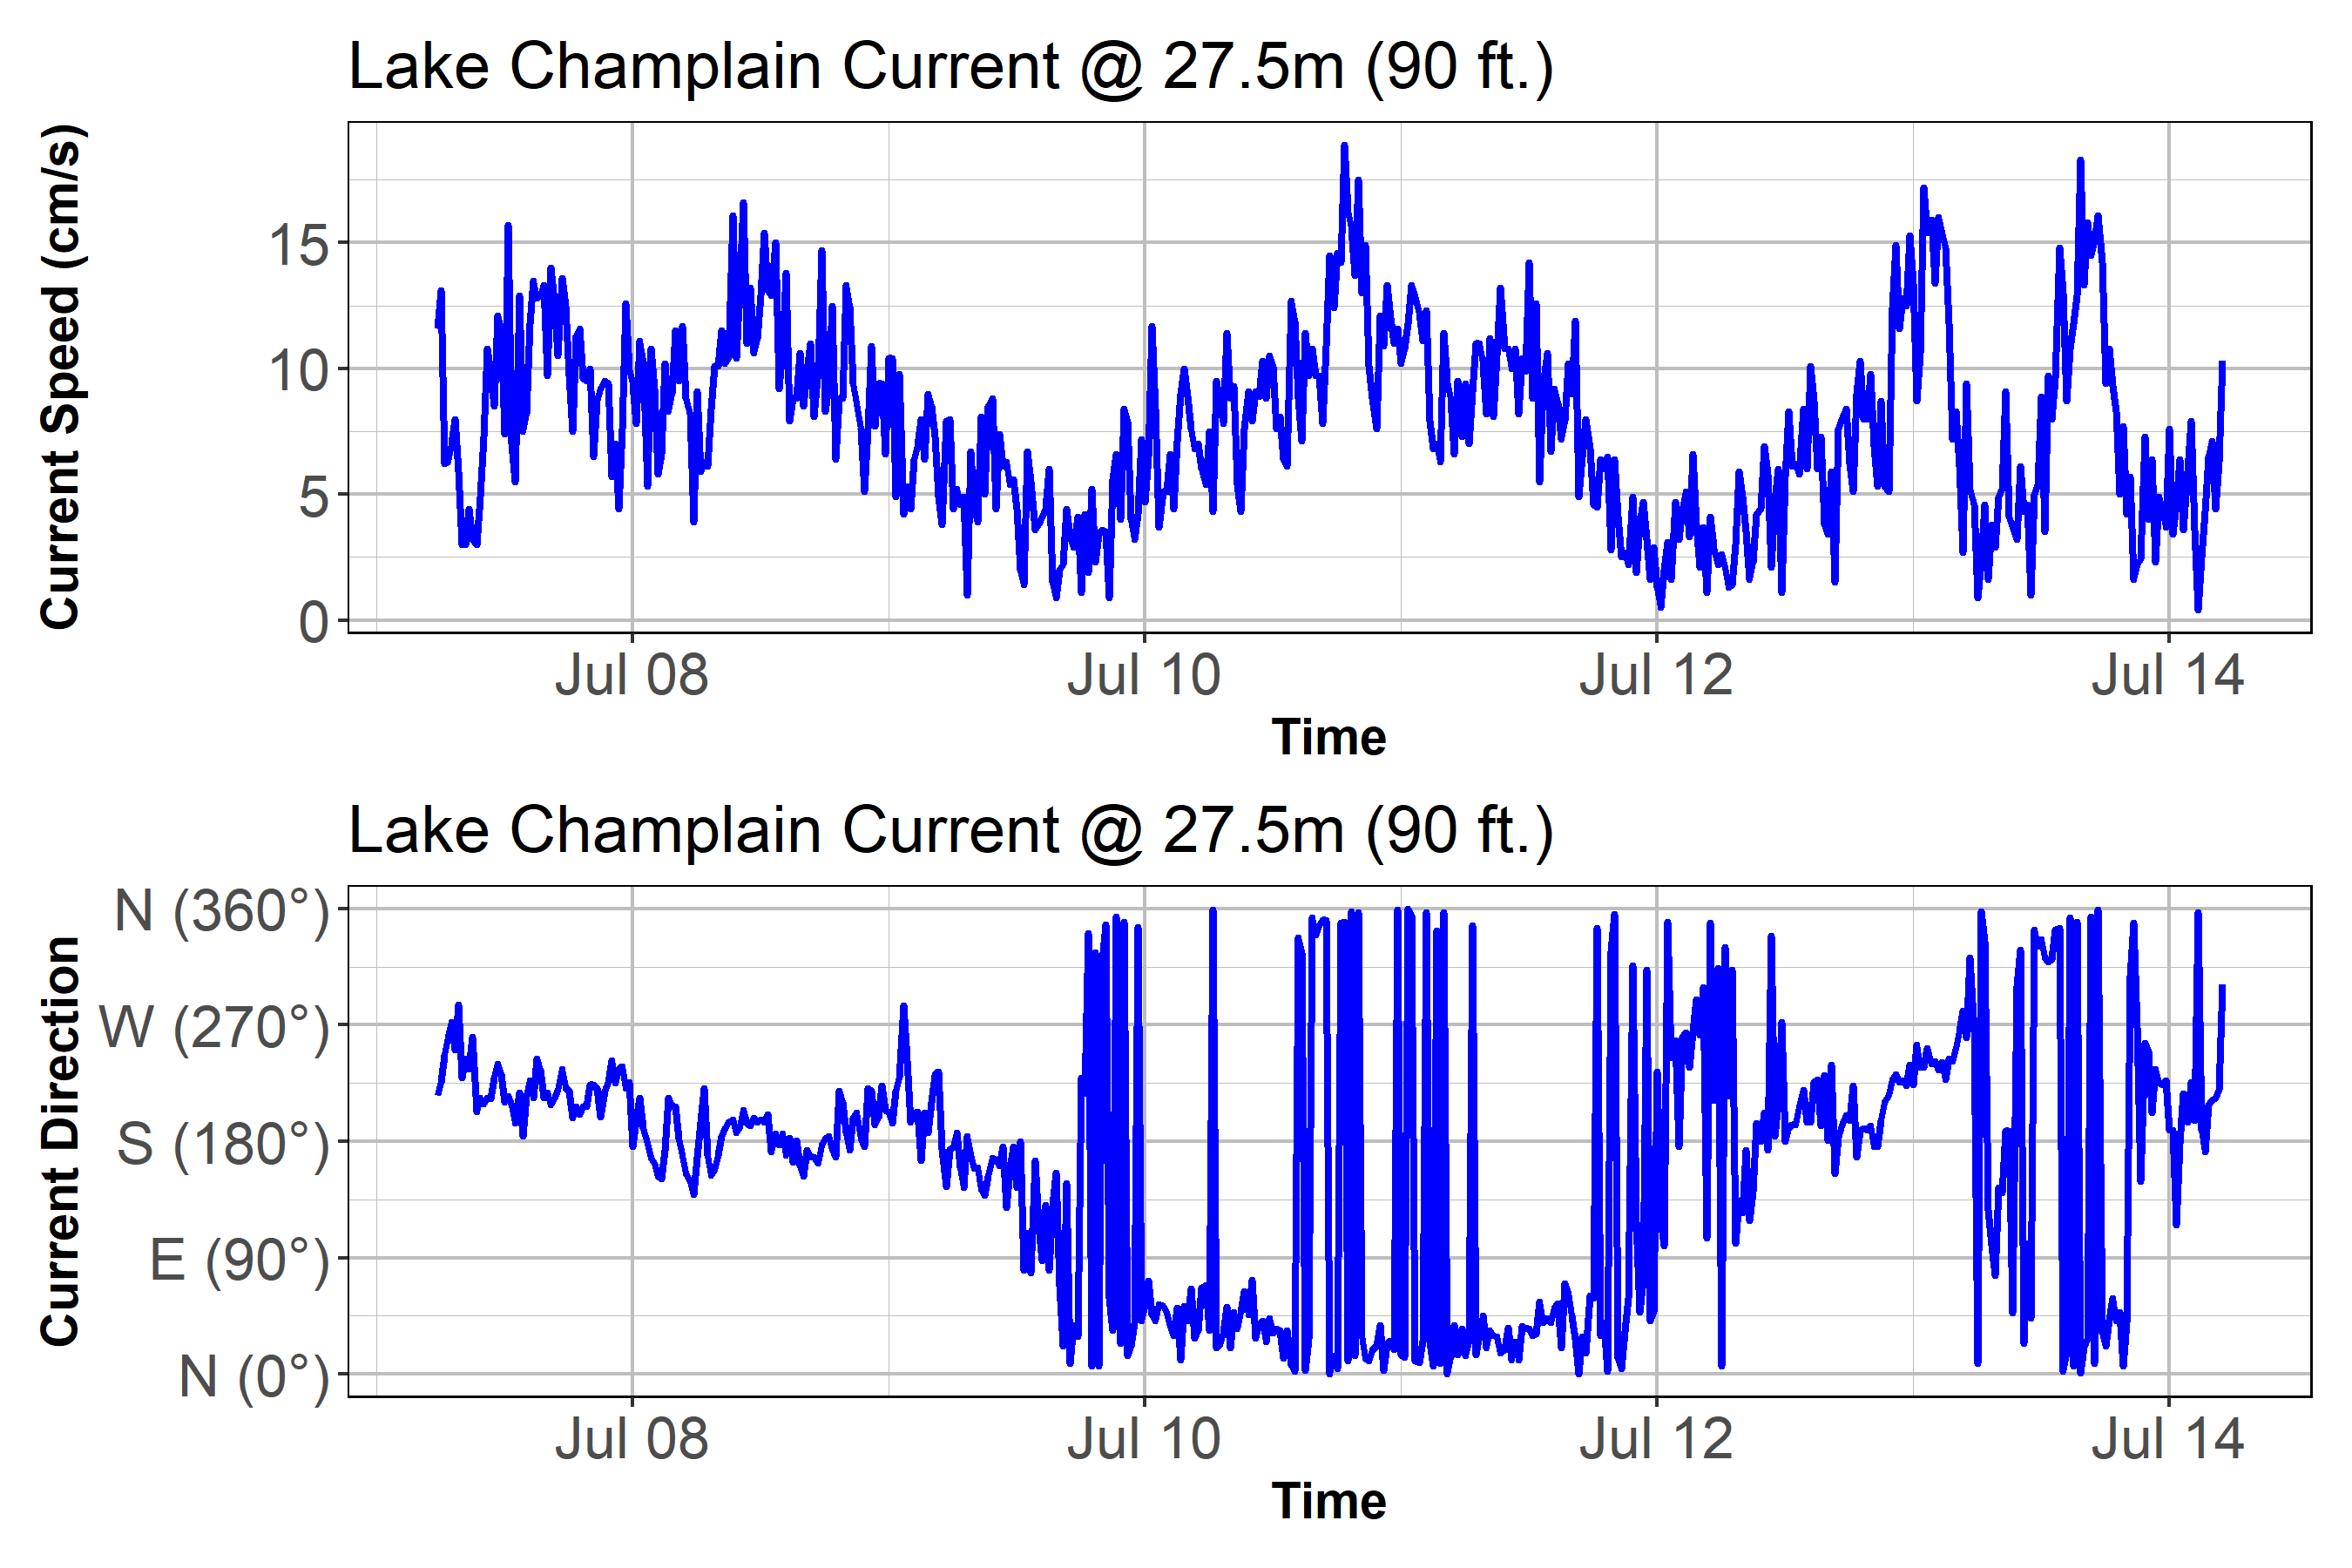 Lake Champlain Current @ 27.5m (90 ft.)
Current Speed (cm/s)
15
10
5
0
Jul 08 Jul 10 Jul 12 Jul 14
Time
Lake Champlain Current @ 27.5m (90 ft.)
Current Direction
N (360°)
W (270°)
S (180°)
E (90°)
N (0°)
Jul 08 Jul 10 Jul 12 Jul 14
Time